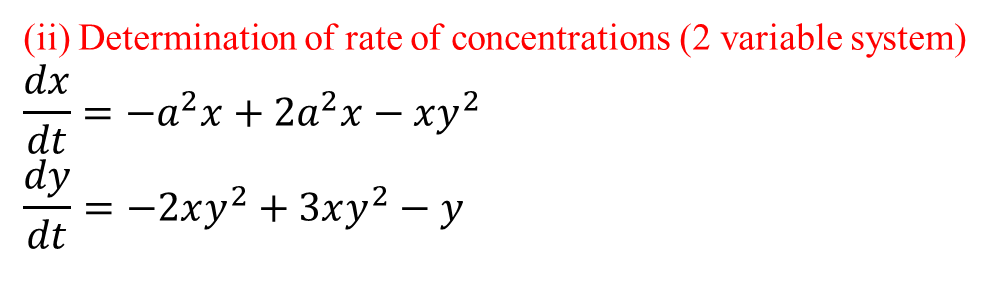 (ii) Determination of rate of concentrations (2 variable system)
dx/dt = −a²x + 2a²x − xy²
dy/dt = −2xy² + 3xy² − y